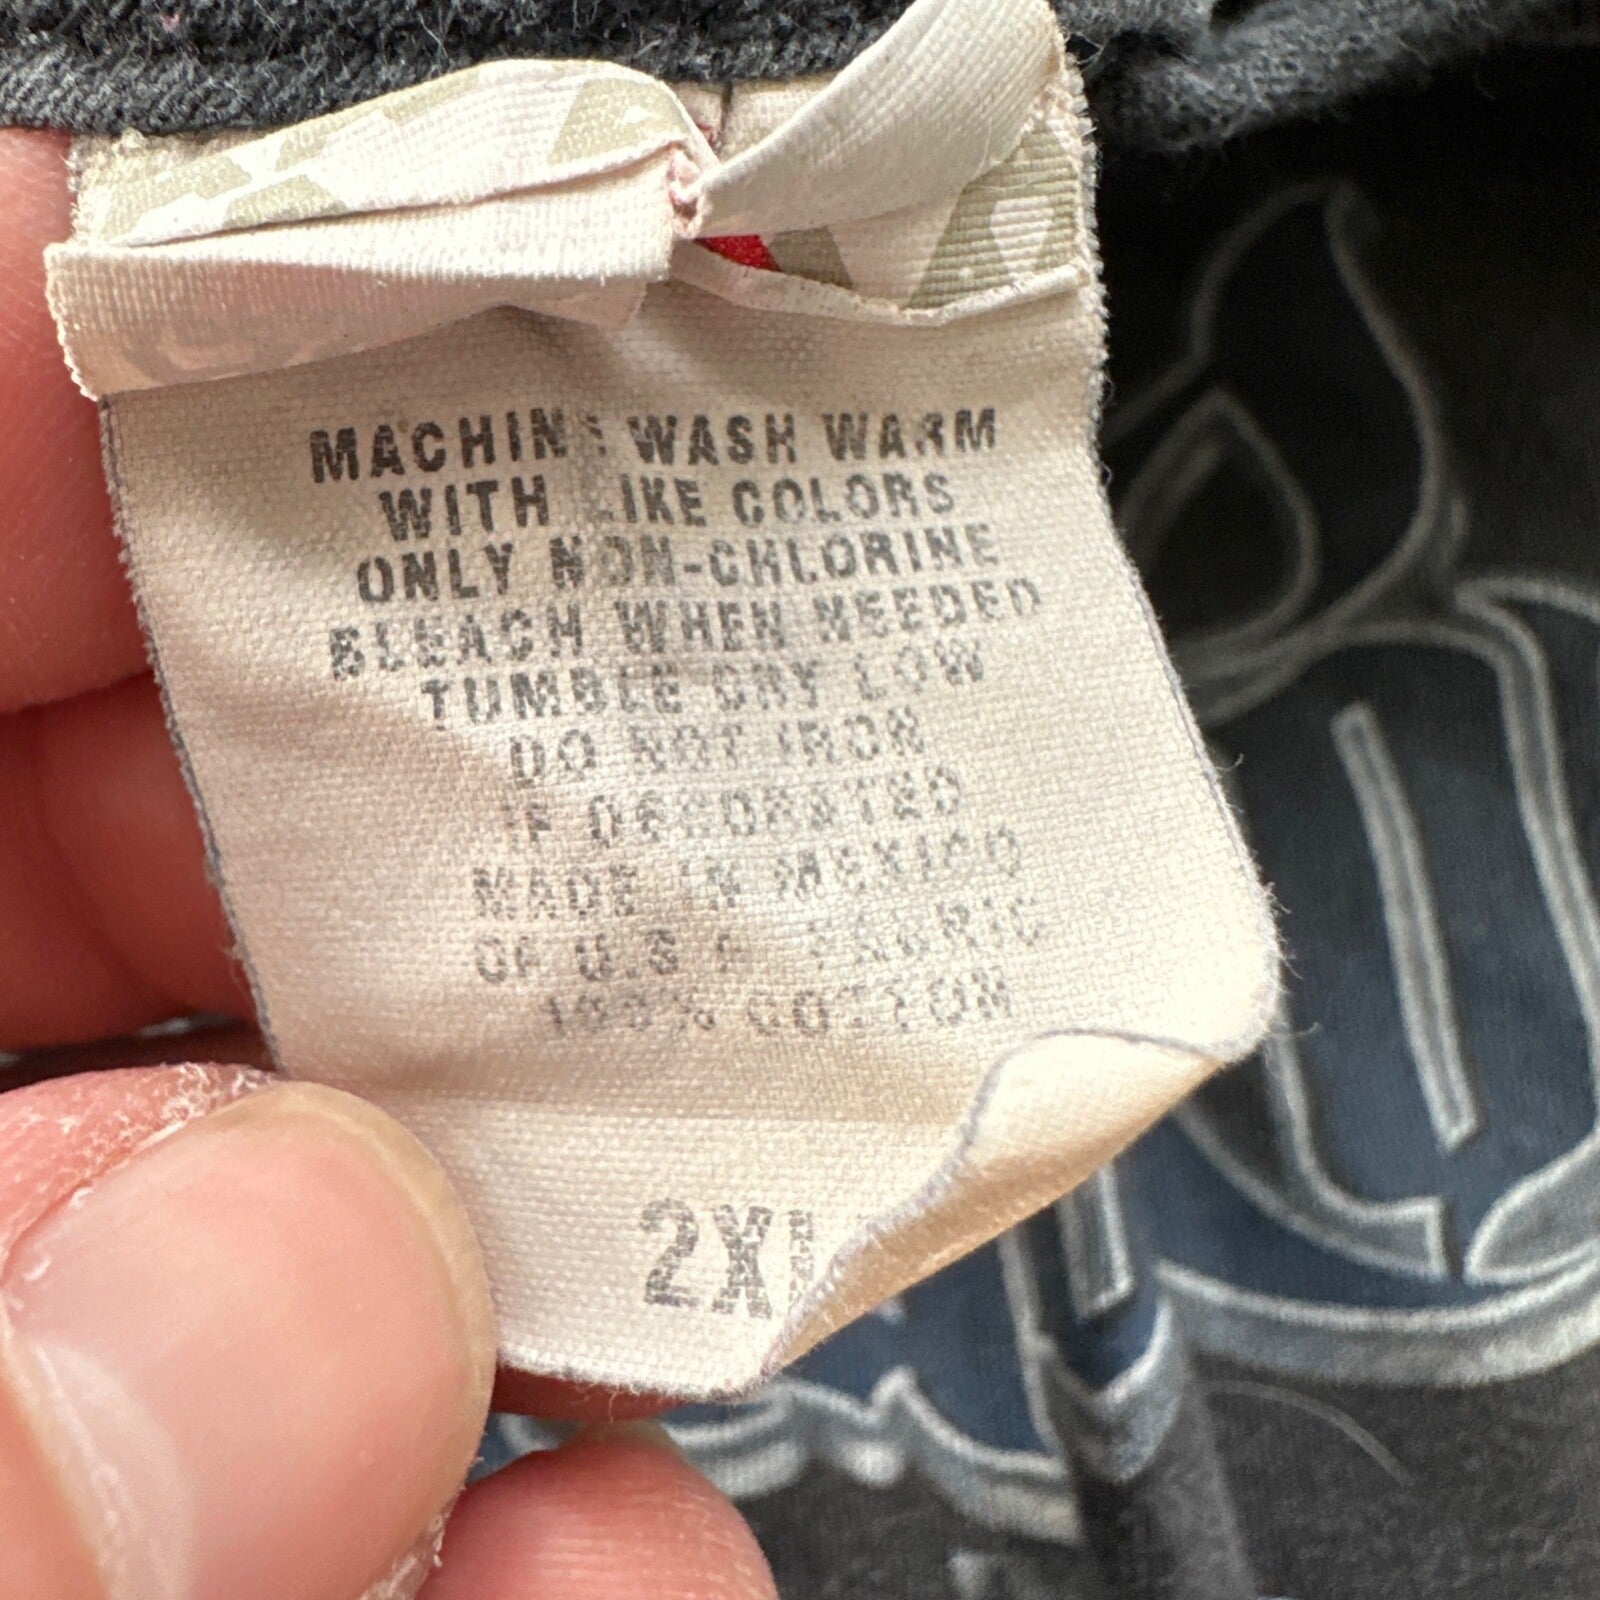 MACHINE WASH WARM
WITH LIKE COLORS
ONLY NON-CHLORINE
BLEACH WHEN NEEDED
TUMBLE DRY LOW
DO NOT IRON
IF DECORATED
MADE IN MEXICO
OF U.S.A. FABRIC
100% COTTON
2XL